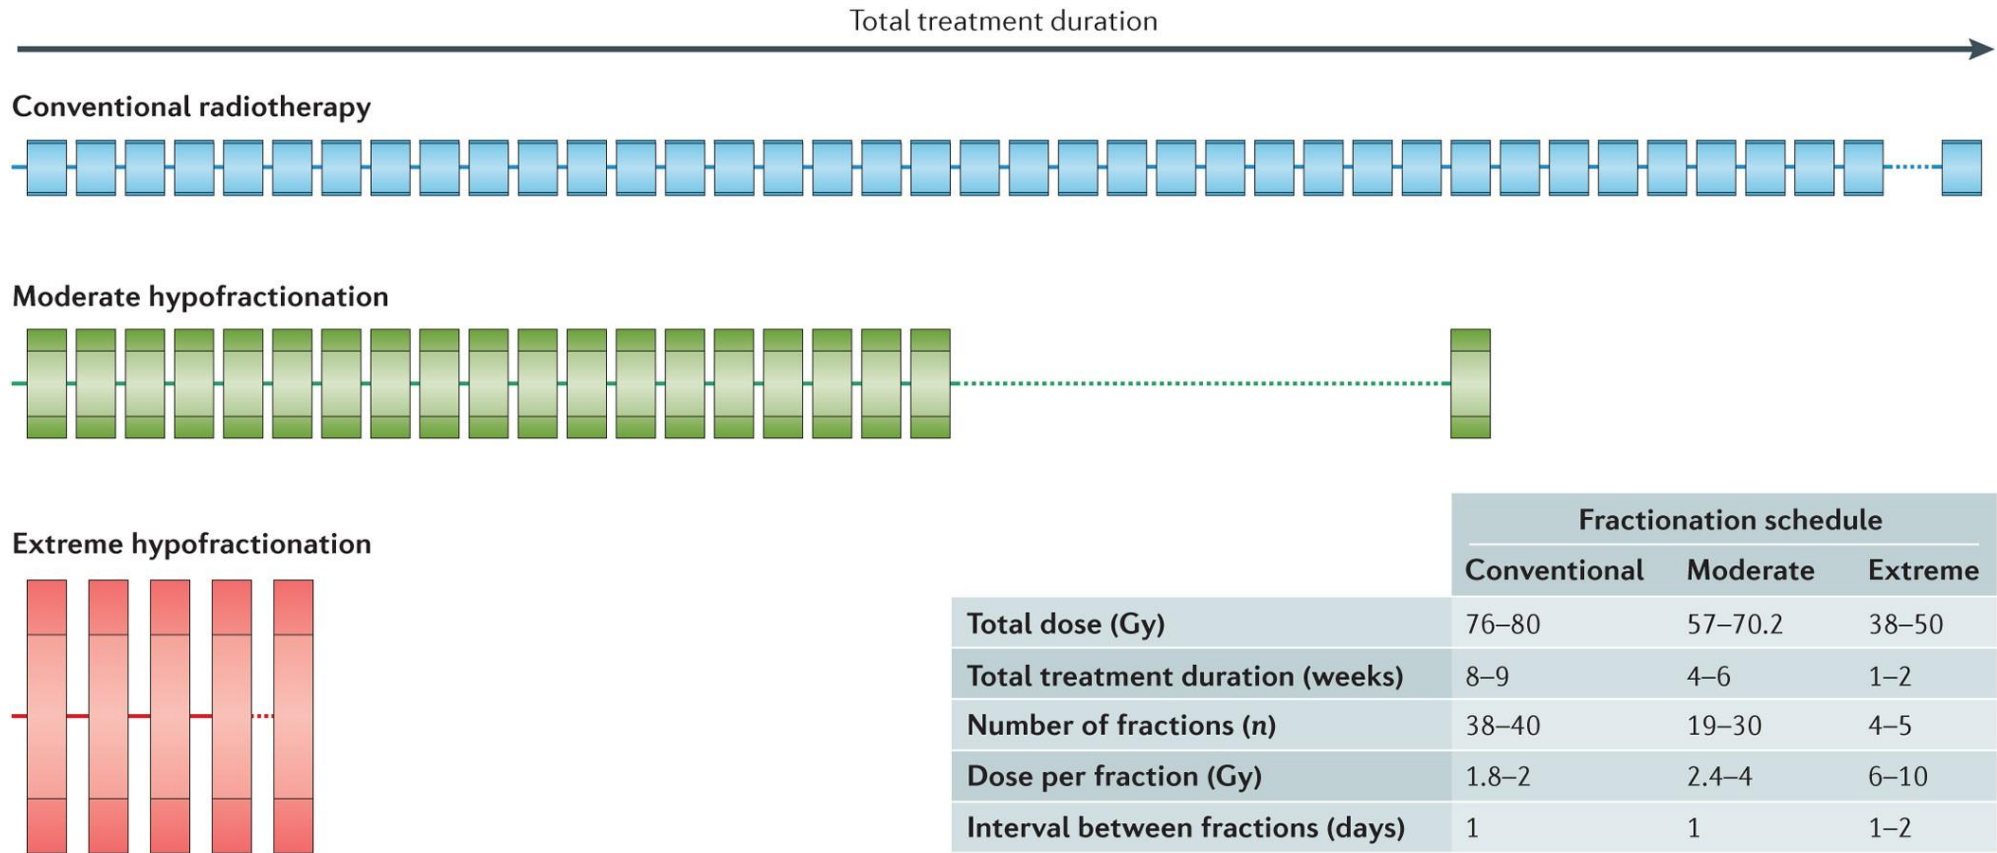 Total treatment duration
Conventional radiotherapy
Moderate hypofractionation
Extreme hypofractionation
Fractionation schedule
Conventional Moderate Extreme
Total dose (Gy) 76–80 57–70.2 38–50
Total treatment duration (weeks) 8–9 4–6 1–2
Number of fractions (n) 38–40 19–30 4–5
Dose per fraction (Gy) 1.8–2 2.4–4 6–10
Interval between fractions (days) 1 1 1–2